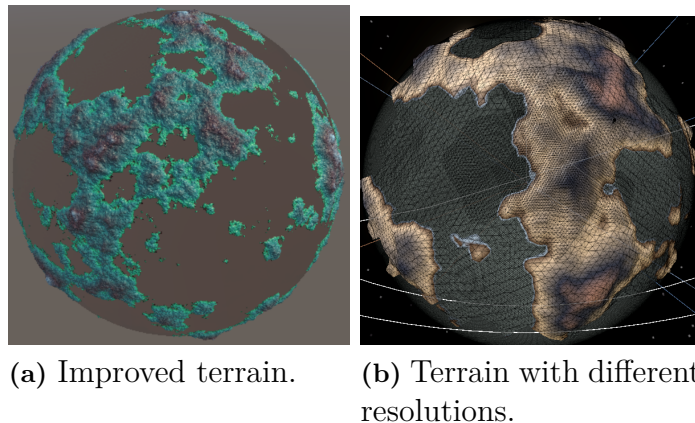 (a) Improved terrain.
(b) Terrain with different
resolutions.